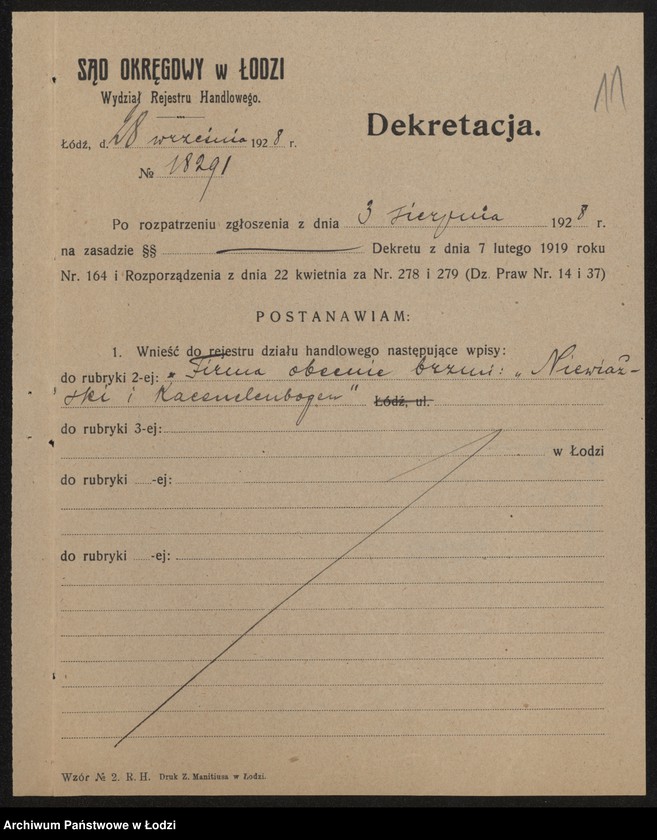 SĄD OKRĘGOWY w ŁODZI
Wydział Rejestru Handlowego.
11
Dekretacja.
Łódź, d. 28 września 1928 r.
№ 18291
Po rozpatrzeniu zgłoszenia z dnia 3 sierpnia 1928 r.
na zasadzie §§ Dekretu z dnia 7 lutego 1919 roku
Nr. 164 i Rozporządzenia z dnia 22 kwietnia za Nr. 278 i 279 (Dz. Praw Nr. 14 i 37)
POSTANAWIAM:
1. Wnieść do rejestru działu handlowego następujące wpisy:
do rubryki 2-ej: Firma obecnie brzmi: „Niewiaż-
ski i Kacenelenbogen" Łódź, ul.
do rubryki 3-ej:
w Łodzi
do rubryki -ej:
do rubryki -ej:
Wzór № 2. R. H. Druk Z. Manitiusa w Łodzi.
Archiwum Państwowe w Łodzi